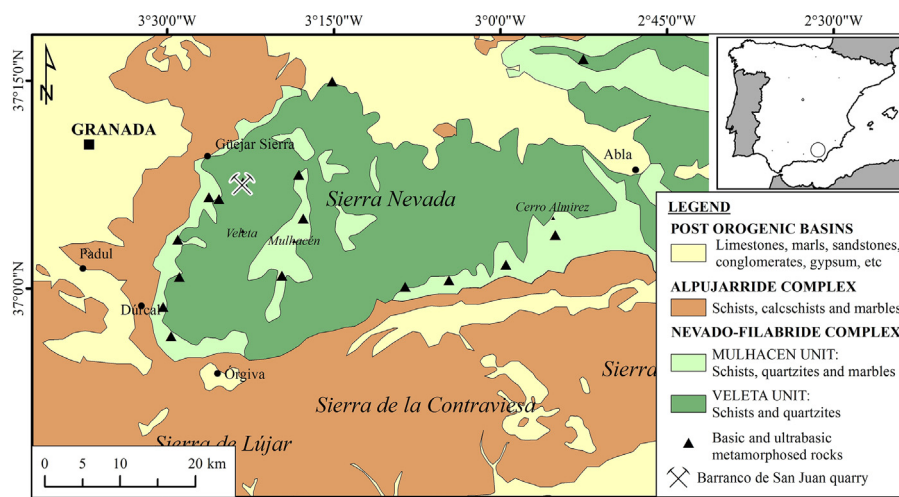 3°30'0"W
3°15'0"W
3°00'0"W
2°45'0"W
2°30'0"W
37°15'0"N
37°0'0"N
N
GRANADA
Güejar Sierra
Abla
Sierra Nevada
Cerro Almirez
Veleta
Mulhacén
Padul
Dúrcal
Órgiva
Sierra
Sierra de la Contraviesa
Sierra de Lújar
0 5 10 20 km
LEGEND
POST OROGENIC BASINS
Limestones, marls, sandstones,
conglomerates, gypsum, etc
ALPUJARRIDE COMPLEX
Schists, calcschists and marbles
NEVADO-FILABRIDE COMPLEX
MULHACEN UNIT:
Schists, quartzites and marbles
VELETA UNIT:
Schists and quartzites
Basic and ultrabasic
metamorphosed rocks
Barranco de San Juan quarry